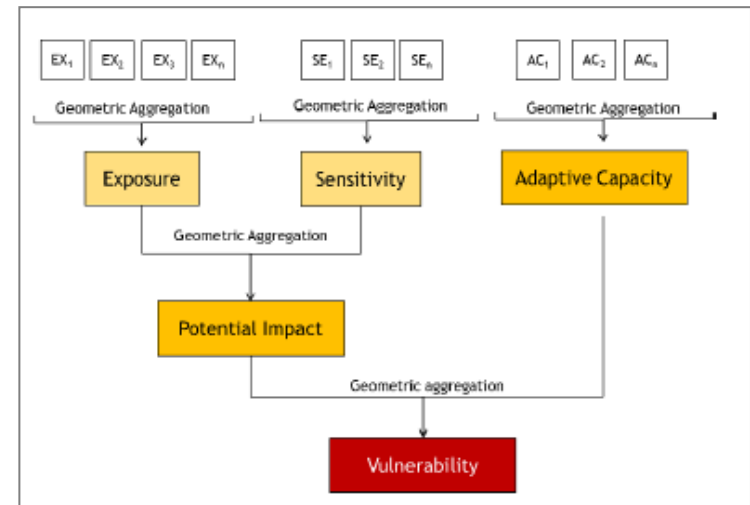 EX₁ EX₂ EX₃ EXₙ SE₁ SE₂ SEₙ AC₁ AC₂ ACₙ
Geometric Aggregation Geometric Aggregation Geometric Aggregation
Exposure Sensitivity Adaptive Capacity
Geometric Aggregation
Potential Impact
Geometric aggregation
Vulnerability